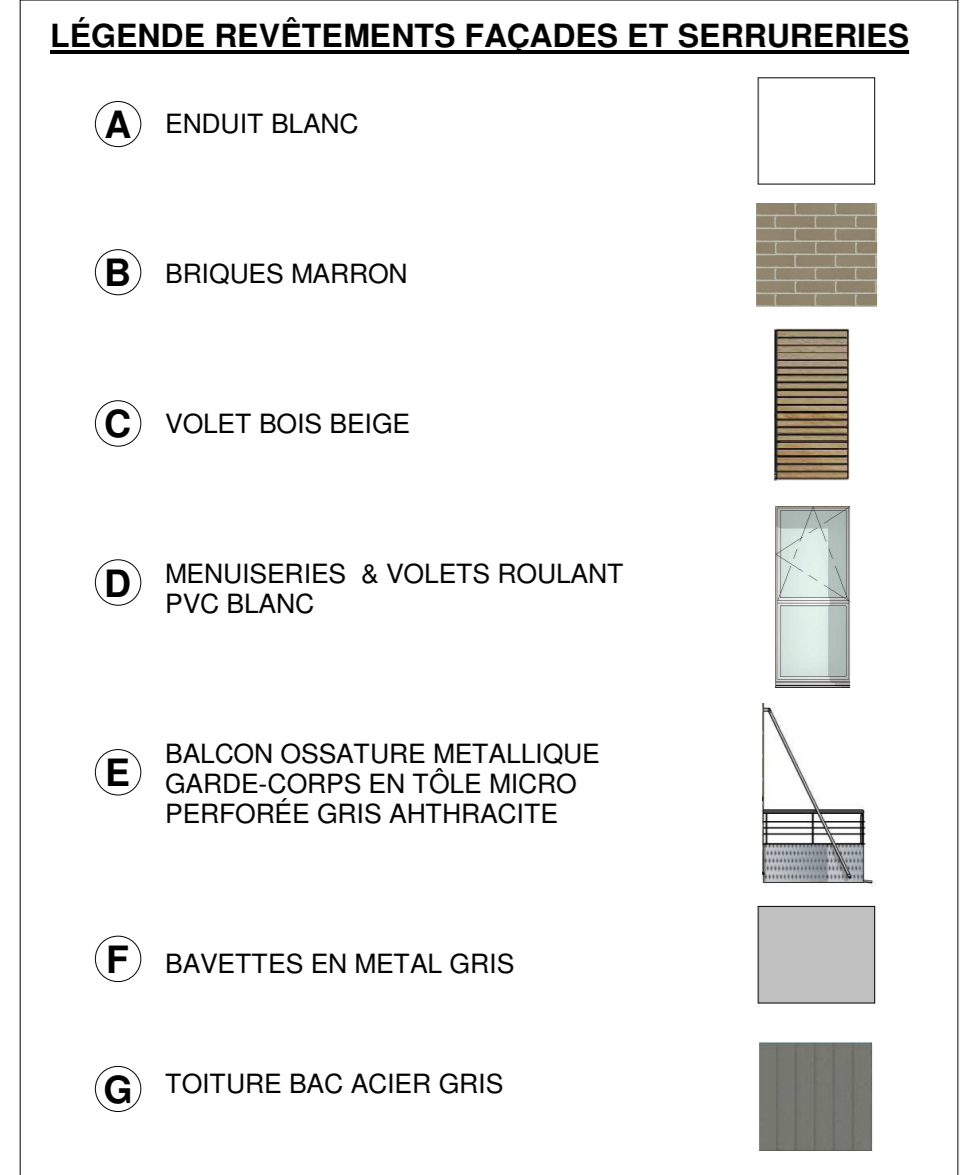 LÉGENDE REVÊTEMENTS FAÇADES ET SERRURERIES
A ENDUIT BLANC
B BRIQUES MARRON
C VOLET BOIS BEIGE
D MENUISERIES & VOLETS ROULANT
PVC BLANC
E BALCON OSSATURE METALLIQUE
GARDE-CORPS EN TÔLE MICRO
PERFORÉE GRIS AHTHRACITE
F BAVETTES EN METAL GRIS
G TOITURE BAC ACIER GRIS